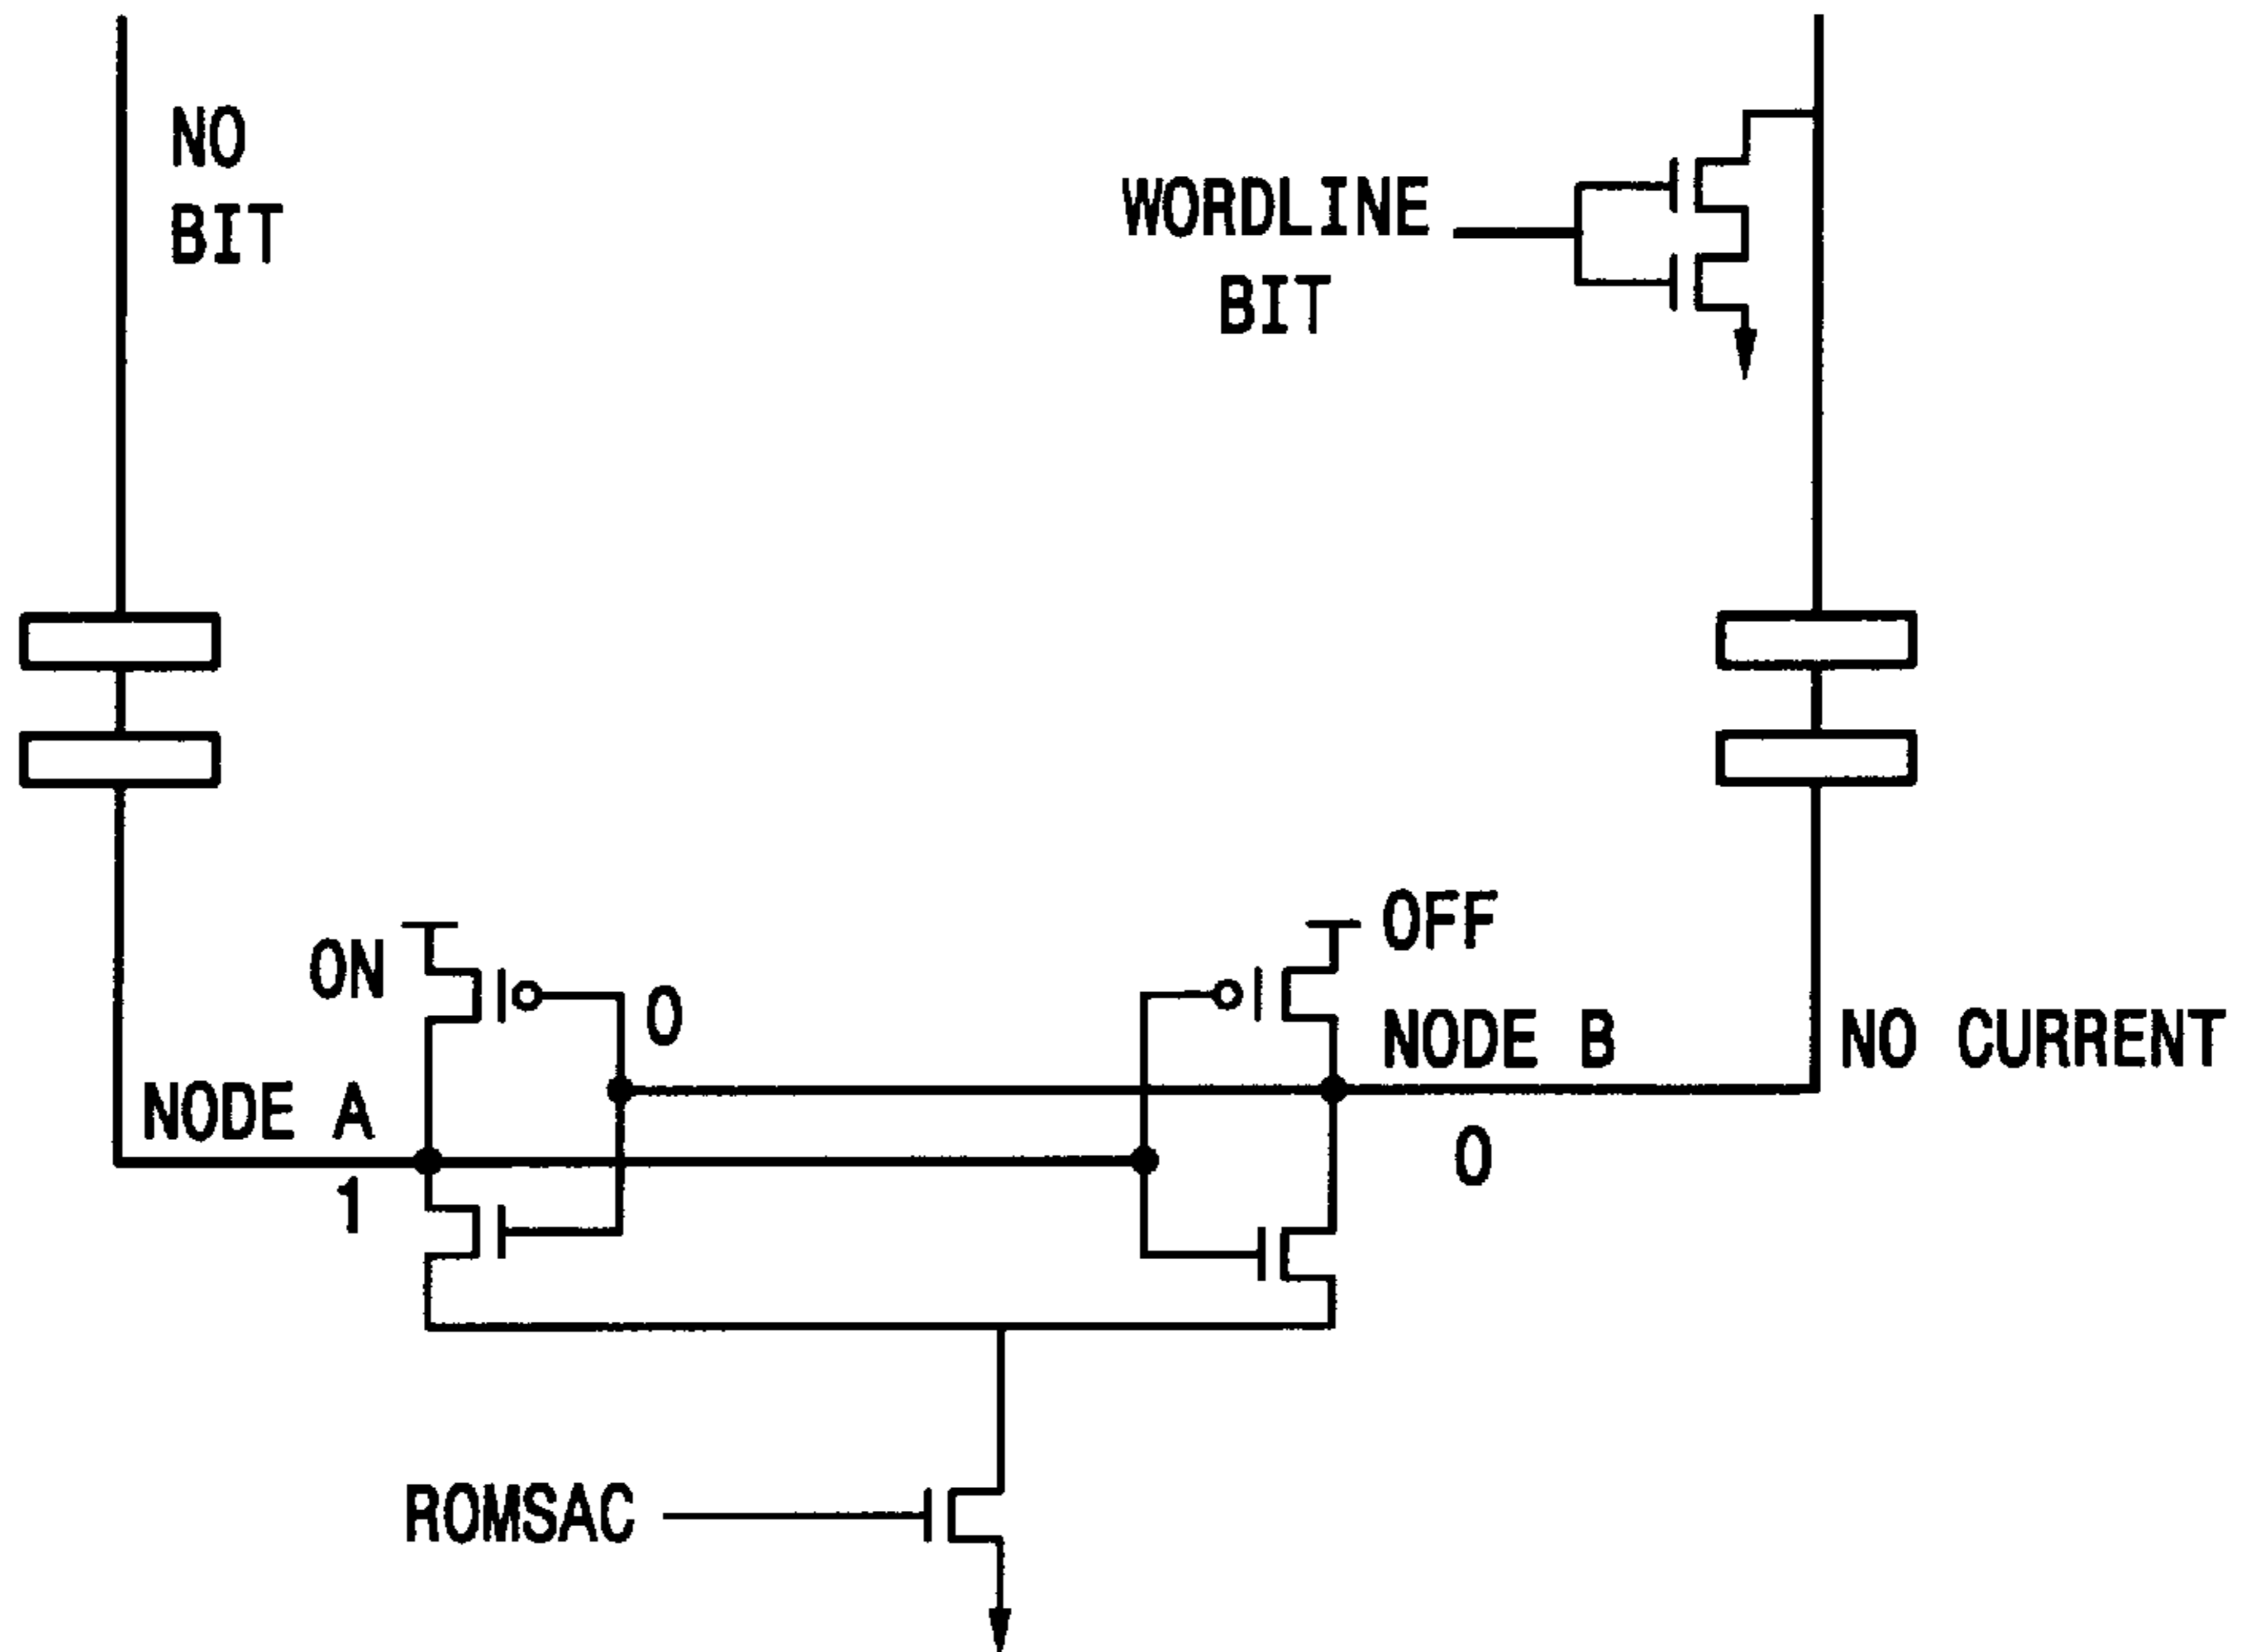 NO
BIT
WORDLINE
BIT
ON
0
OFF
NODE B
NO CURRENT
NODE A
1
0
ROMSAC